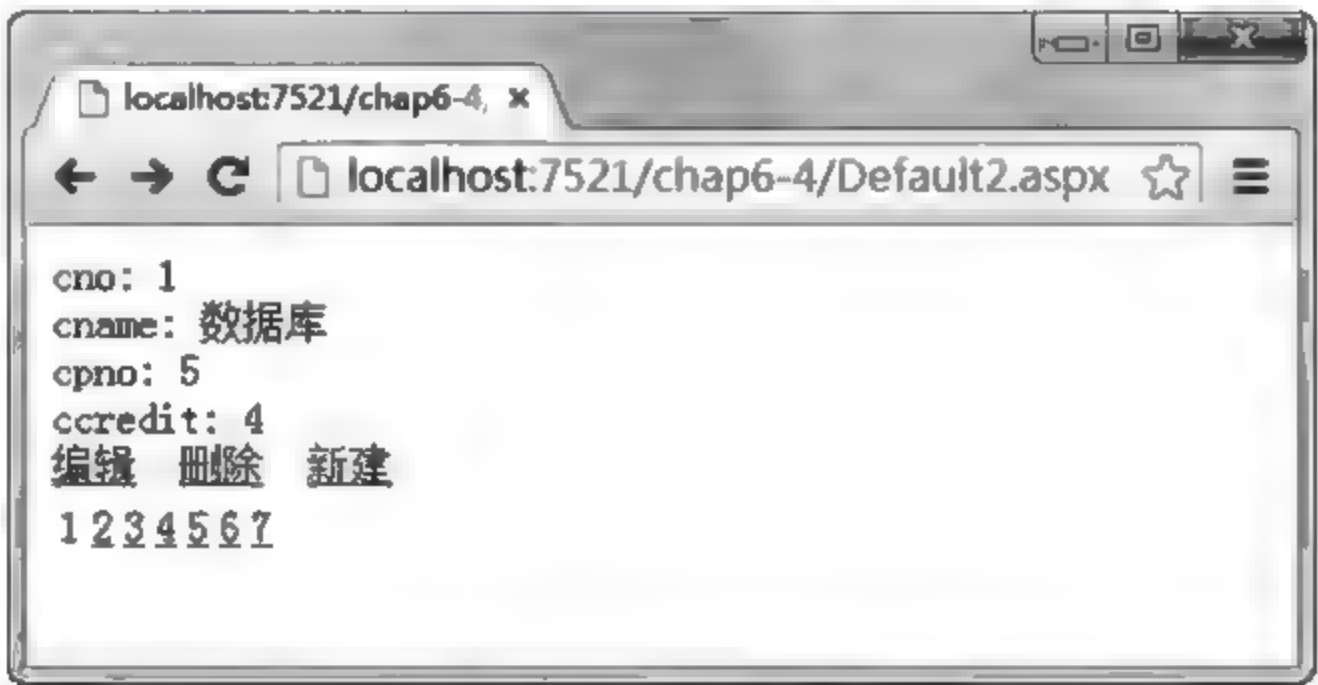 localhost:7521/chap6-4,
localhost:7521/chap6-4/Default2.aspx
cno: 1
cname: 数据库
cpno: 5
ccredit: 4
编辑 删除 新建
1 2 3 4 5 6 7